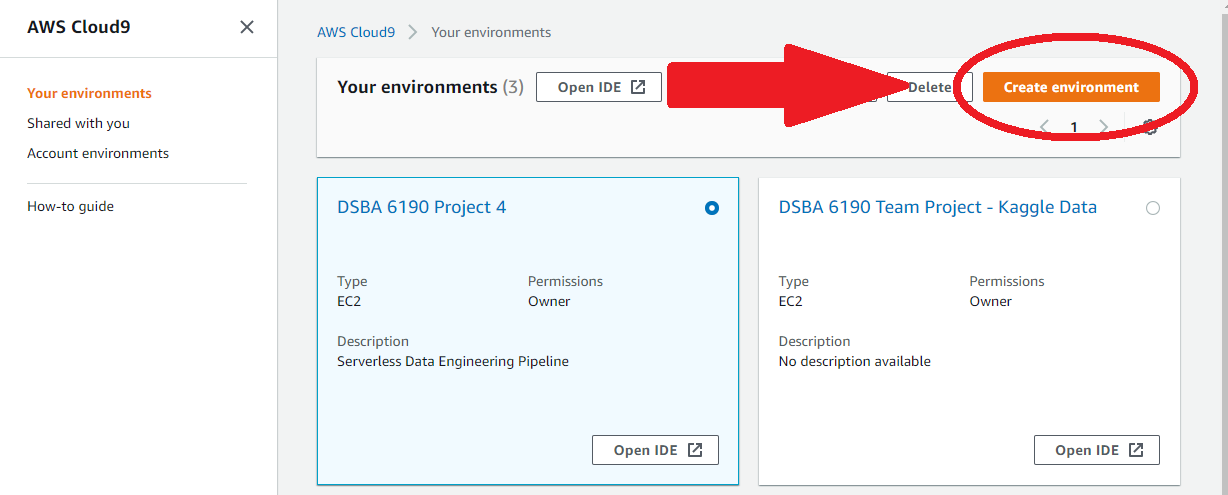 AWS Cloud9
Your environments
Shared with you
Account environments
How-to guide
AWS Cloud9 > Your environments
Your environments (3) Open IDE Delete Create environment
1
DSBA 6190 Project 4
Type Permissions
EC2 Owner
Description
Serverless Data Engineering Pipeline
Open IDE
DSBA 6190 Team Project - Kaggle Data
Type Permissions
EC2 Owner
Description
No description available
Open IDE